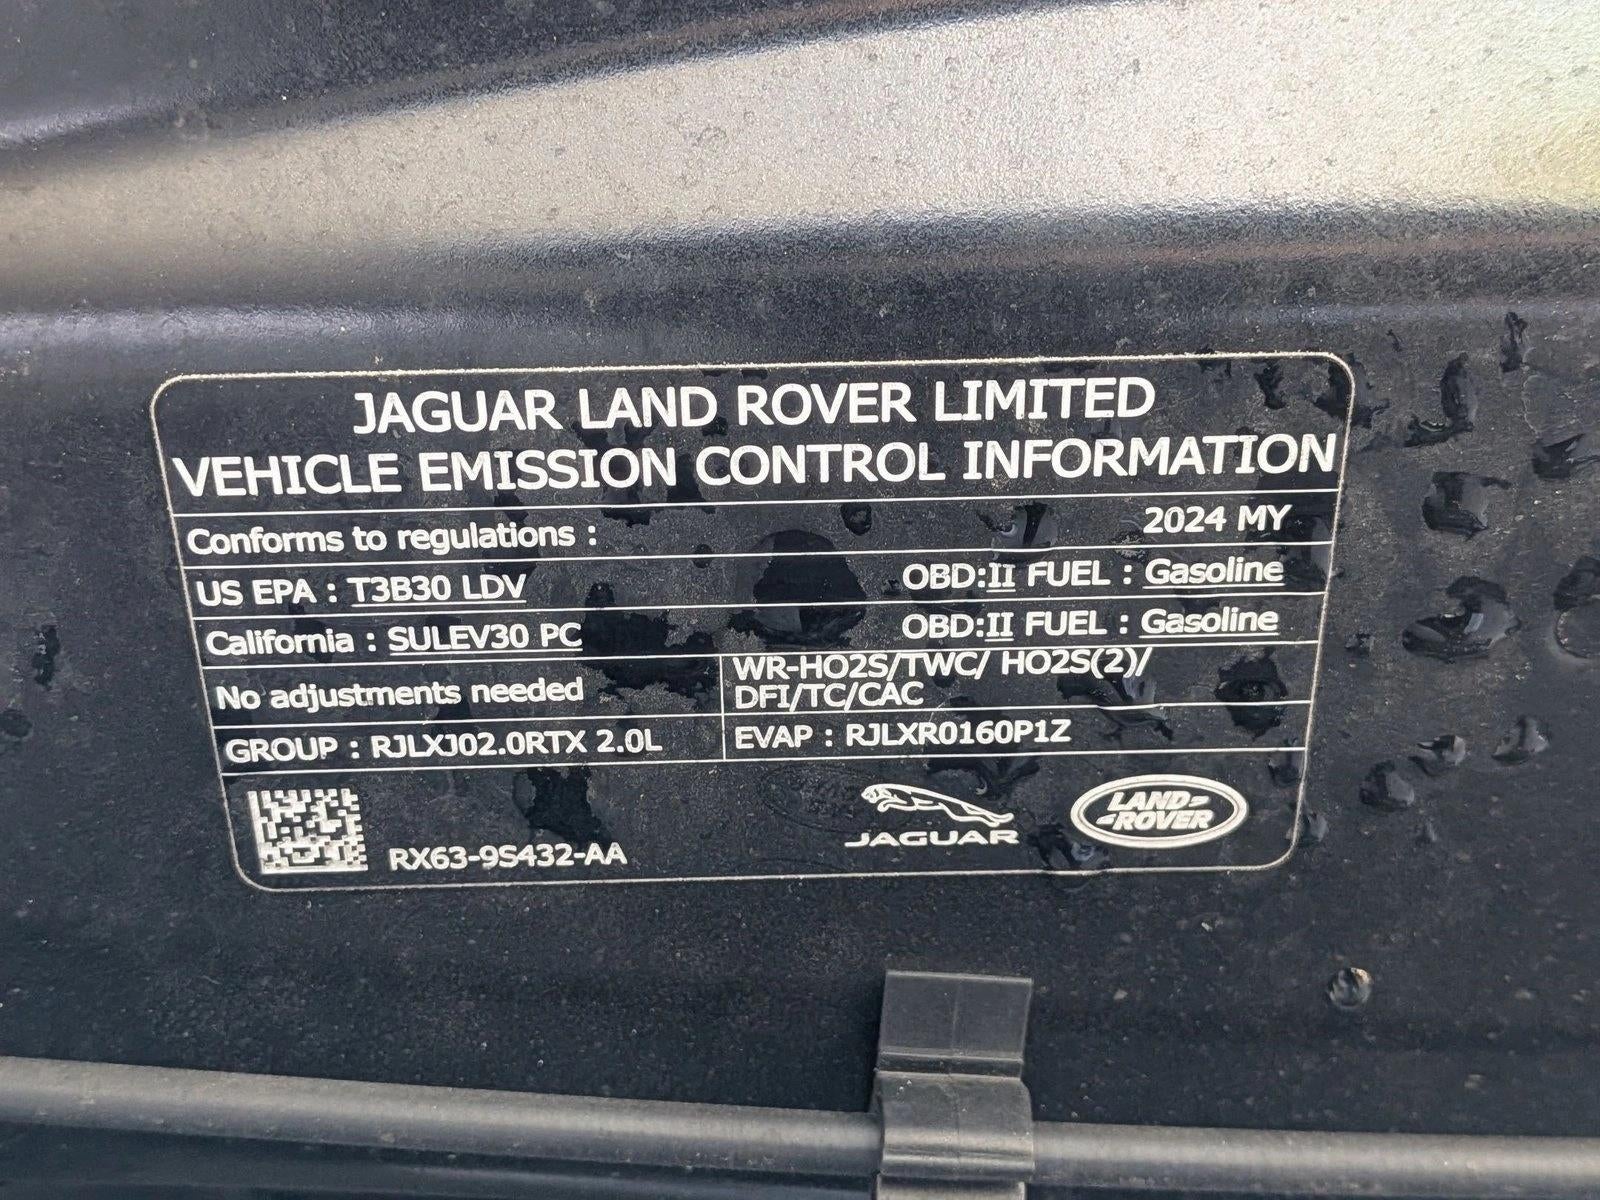 JAGUAR LAND ROVER LIMITED
VEHICLE EMISSION CONTROL INFORMATION
Conforms to regulations : 2024 MY
US EPA : T3B30 LDV OBD:II FUEL : Gasoline
California : SULEV30 PC OBD:II FUEL : Gasoline
No adjustments needed
WR-HO2S/TWC/ HO2S(2)/
DFI/TC/CAC
GROUP : RJLXJ02.0RTX 2.0L EVAP : RJLXR0160P1Z
RX63-9S432-AA
JAGUAR
LAND-
-ROVER